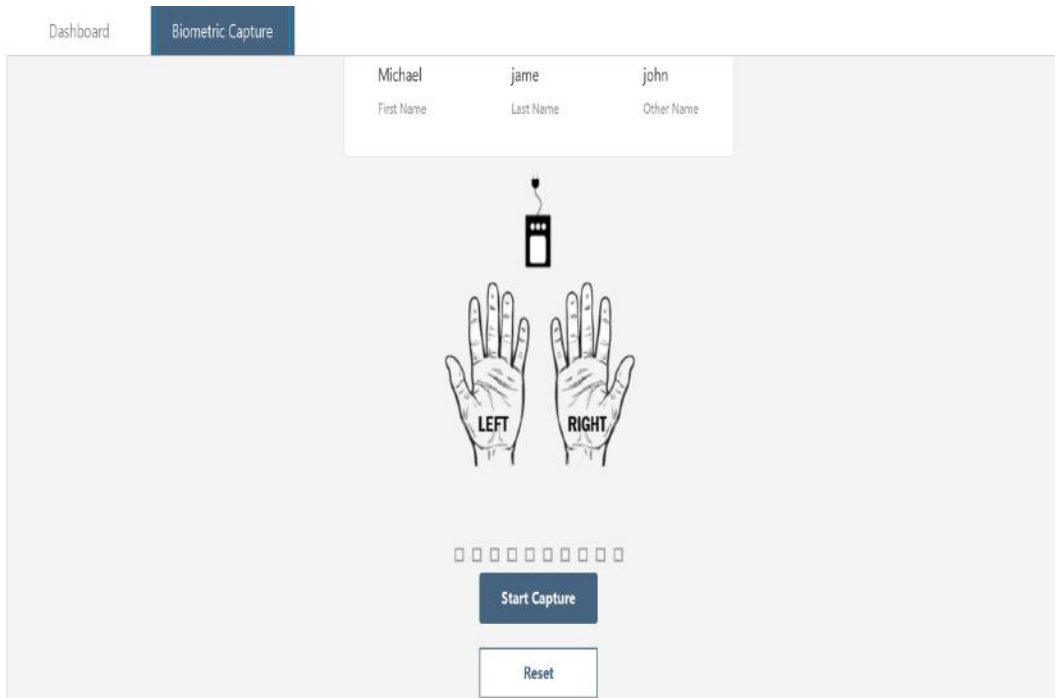 Dashboard Biometric Capture
Michael jame john
First Name Last Name Other Name
LEFT RIGHT
Start Capture
Reset